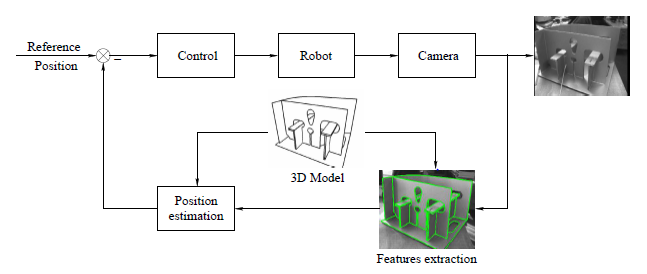 Reference
Position
−
Control
Robot
Camera
3D Model
Position
estimation
Features extraction